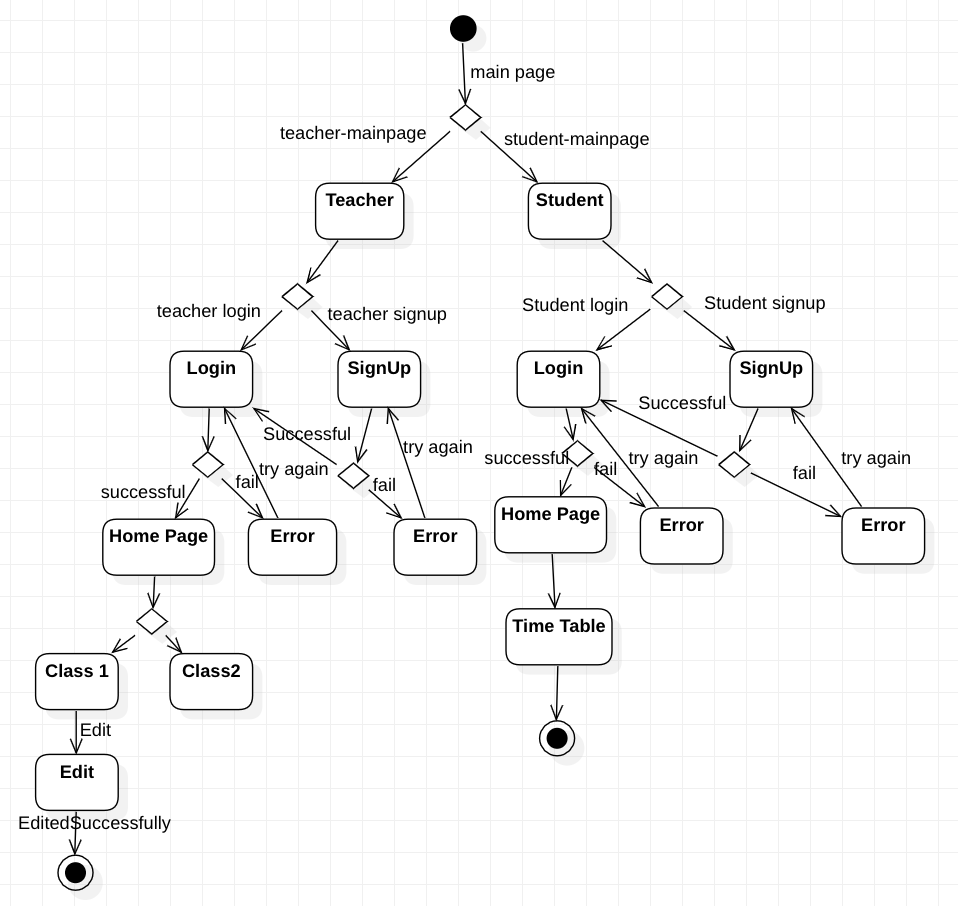 main page
teacher-mainpage
student-mainpage
Teacher
Student
teacher login
teacher signup
Student login
Student signup
Login
SignUp
Login
SignUp
Successful
try again
Successful
try again
successful
fail
try again
fail
successful
fail
try again
fail
Home Page
Error
Error
Home Page
Error
Error
Time Table
Class 1
Class2
Edit
Edit
EditedSuccessfully